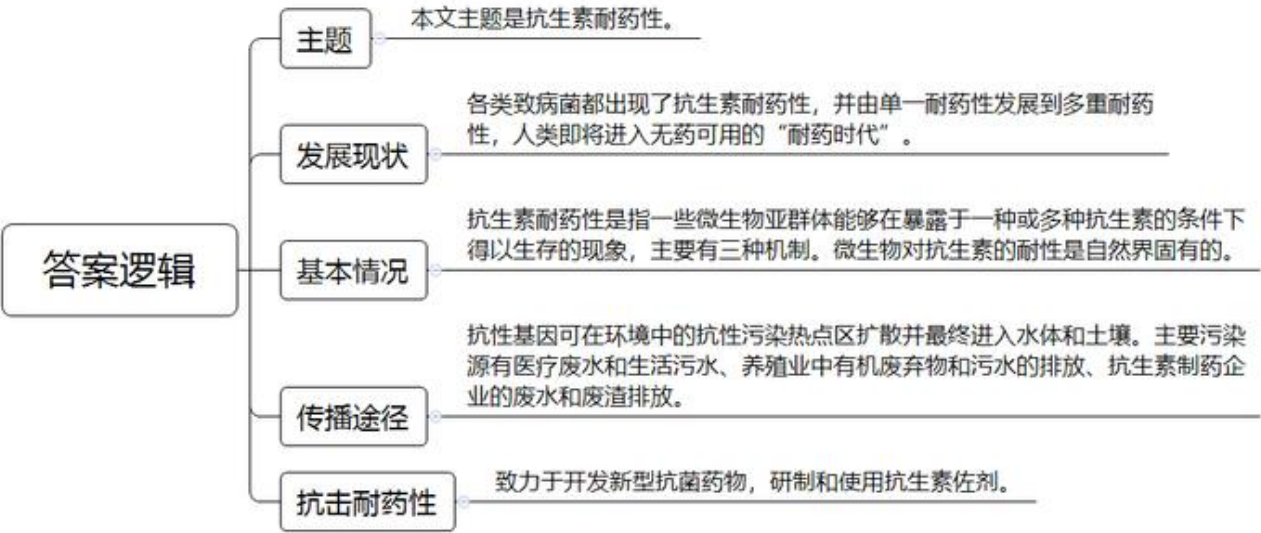 答案逻辑
主题
本文主题是抗生素耐药性。
发展现状
各类致病菌都出现了抗生素耐药性，并由单一耐药性发展到多重耐药
性，人类即将进入无药可用的“耐药时代”。
基本情况
抗生素耐药性是指一些微生物亚群体能够在暴露于一种或多种抗生素的条件下
得以生存的现象，主要有三种机制。微生物对抗生素的耐性是自然界固有的。
传播途径
抗性基因可在环境中的抗性污染热点区扩散并最终进入水体和土壤。主要污染
源有医疗废水和生活污水、养殖业中有机废弃物和污水的排放、抗生素制药企
业的废水和废渣排放。
抗击耐药性
致力于开发新型抗菌药物，研制和使用抗生素佐剂。